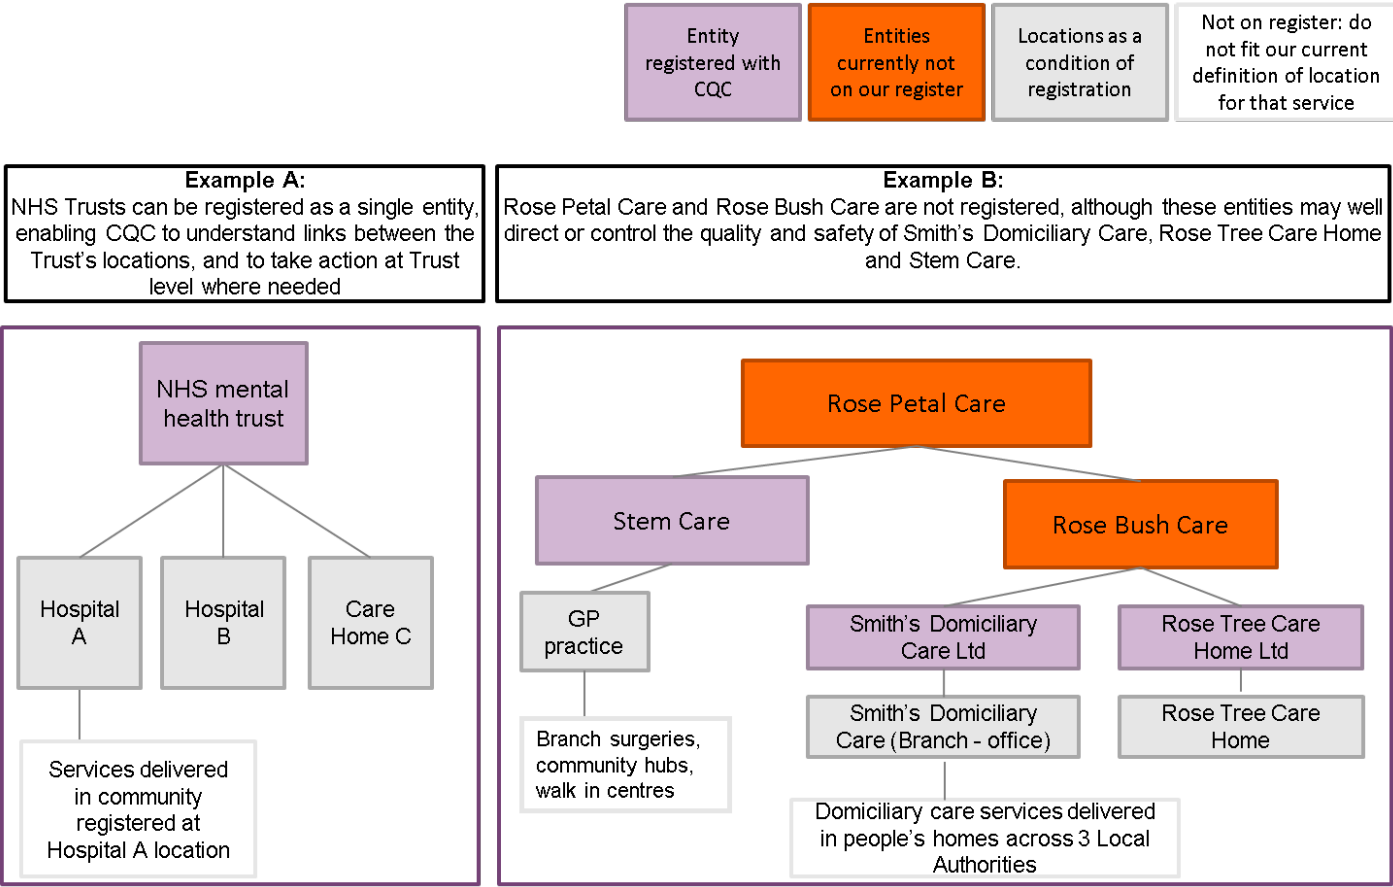 Entity
registered with
CQC
Entities
currently not
on our register
Locations as a
condition of
registration
Not on register: do
not fit our current
definition of location
for that service
Example A:
NHS Trusts can be registered as a single entity,
enabling CQC to understand links between the
Trust's locations, and to take action at Trust
level where needed
Example B:
Rose Petal Care and Rose Bush Care are not registered, although these entities may well
direct or control the quality and safety of Smith's Domiciliary Care, Rose Tree Care Home
and Stem Care.
NHS mental
health trust
Hospital
A
Hospital
B
Care
Home C
Services delivered
in community
registered at
Hospital A location
Rose Petal Care
Stem Care
Rose Bush Care
GP
practice
Smith's Domiciliary
Care Ltd
Rose Tree Care
Home Ltd
Branch surgeries,
community hubs,
walk in centres
Smith's Domiciliary
Care (Branch - office)
Rose Tree Care
Home
Domiciliary care services delivered
in people's homes across 3 Local
Authorities